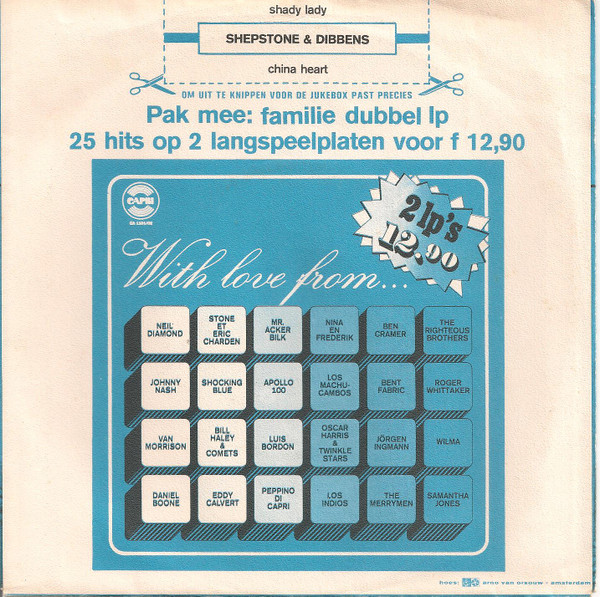 shady lady
SHEPSTONE & DIBBENS
china heart
OM UIT TE KNIPPEN VOOR DE JUKEBOX PAST PRECIES
Pak mee: familie dubbel lp
25 hits op 2 langspeelplaten voor f 12,90
CAPRI
2 lp's
12.90
With love from...
NEIL
DIAMOND
STONE
ET
ERIC
CHARDEN
MR.
ACKER
BILK
NINA
EN
FREDERIK
BEN
CRAMER
THE
RIGHTEOUS
BROTHERS
JOHNNY
NASH
SHOCKING
BLUE
APOLLO
100
LOS
MACHU-
CAMBOS
BENT
FABRIC
ROGER
WHITTAKER
VAN
MORRISON
BILL
HALEY
&
COMETS
LUIS
BORDON
OSCAR
HARRIS
&
TWINKLE
STARS
JÖRGEN
INGMANN
WILMA
DANIEL
BOONE
EDDY
CALVERT
PEPPINO
DI
CAPRI
LOS
INDIOS
THE
MERRYMEN
SAMANTHA
JONES
hoes: arno van orsouw - amsterdam